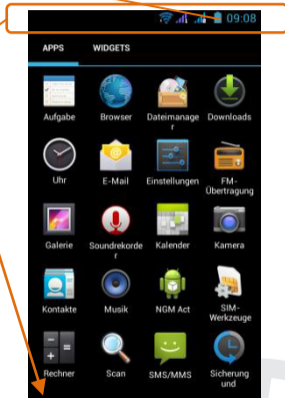 09:08
APPS WIDGETS
Aufgabe Browser Dateimanage Downloads
r
Uhr E-Mail Einstellungen FM-
Übertragung
Galerie Soundrekorde Kalender Kamera
r
Kontakte Musik NGM Act SIM-
Werkzeuge
Rechner Scan SMS/MMS Sicherung
und